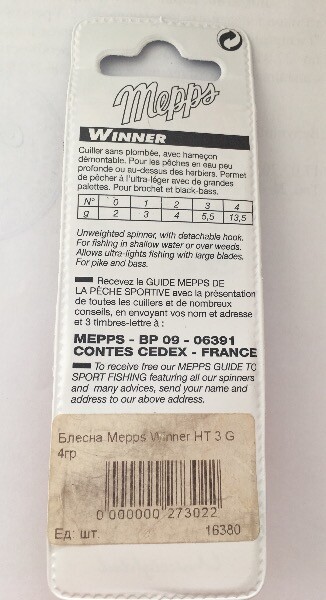 Mepps
WINNER
Cuiller sans plombée, avec hameçon
démontable. Pour les pêches en eau peu
profonde ou au-dessus des herbiers. Permet
de pêcher à l'ultra-léger avec de grandes
palettes. Pour brochet et black-bass.
N° 0 1 2 3 4
g 2 3 4 5,5 13,5
Unweighted spinner, with detachable hook.
For fishing in shallow water or over weeds.
Allows ultra-lights fishing with large blades.
For pike and bass.
Recevez le GUIDE MEPPS DE
LA PÊCHE SPORTIVE avec la présentation
de toutes les cuillers et de nombreux
conseils, en envoyant vos nom et adresse
et 3 timbres-lettre à :
MEPPS - BP 09 - 06391
CONTES CEDEX - FRANCE
To receive free our MEPPS GUIDE TO
SPORT FISHING featuring all our spinners
and many advices, send your name and
address to our above address.
Блесна Mepps Winner HT 3 G
4гр
0 000000 273022
Ед: шт. 16380